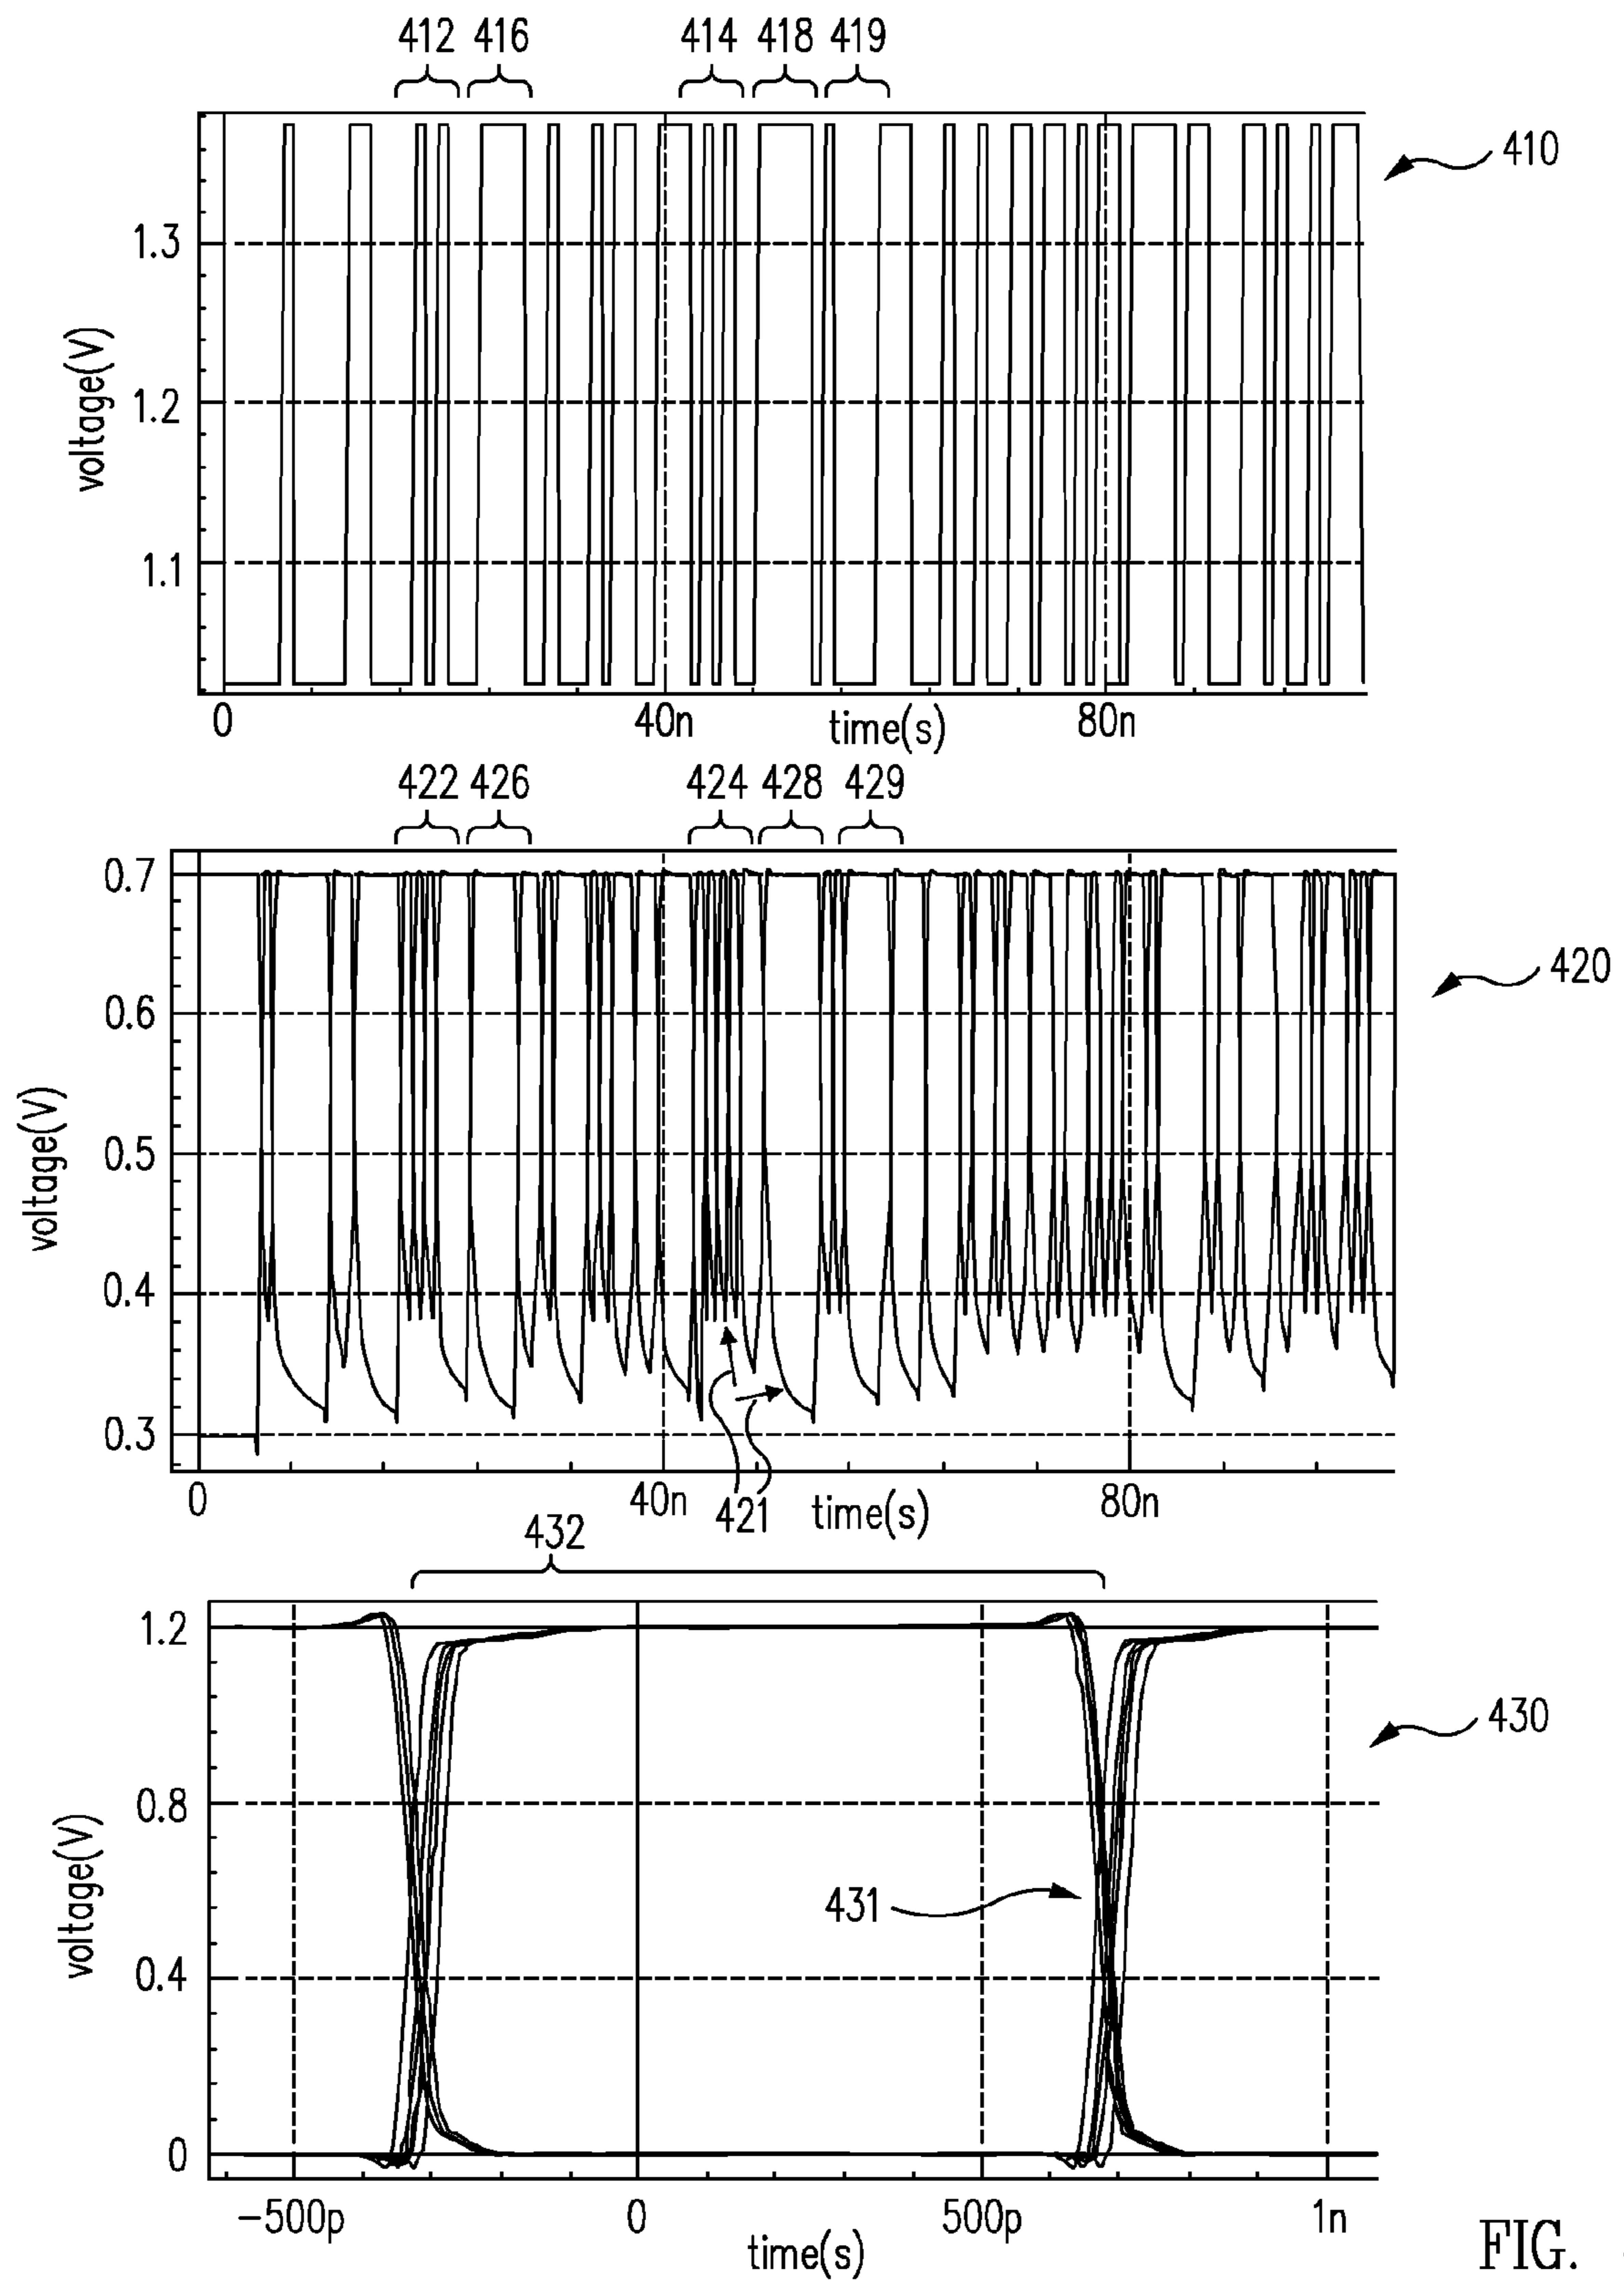 412 416 414 418 419
410
voltage(V)
1.3
1.2
1.1
0 40n time(s) 80n
422 426 424 428 429
420
voltage(V)
0.7
0.6
0.5
0.4
0.3
0 40n 421 time(s) 80n
432
430
431
voltage(V)
1.2
0.8
0.4
0
-500p 0 500p 1n
time(s)
FIG.